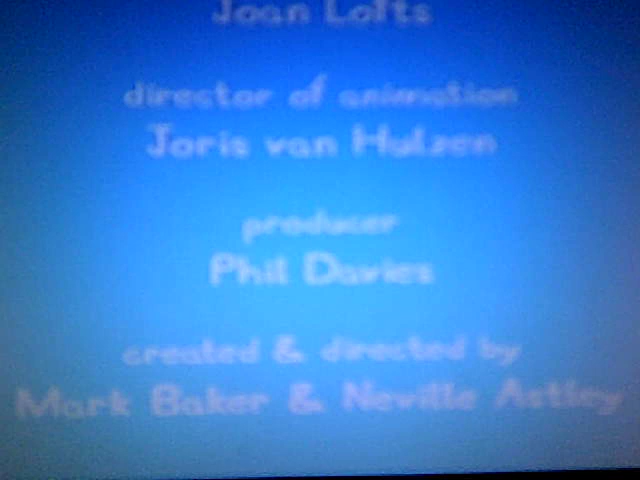 Joan Lofts
director of animation
Joris van Hulzen
producer
Phil Davies
created & directed by
Mark Baker & Neville Astley